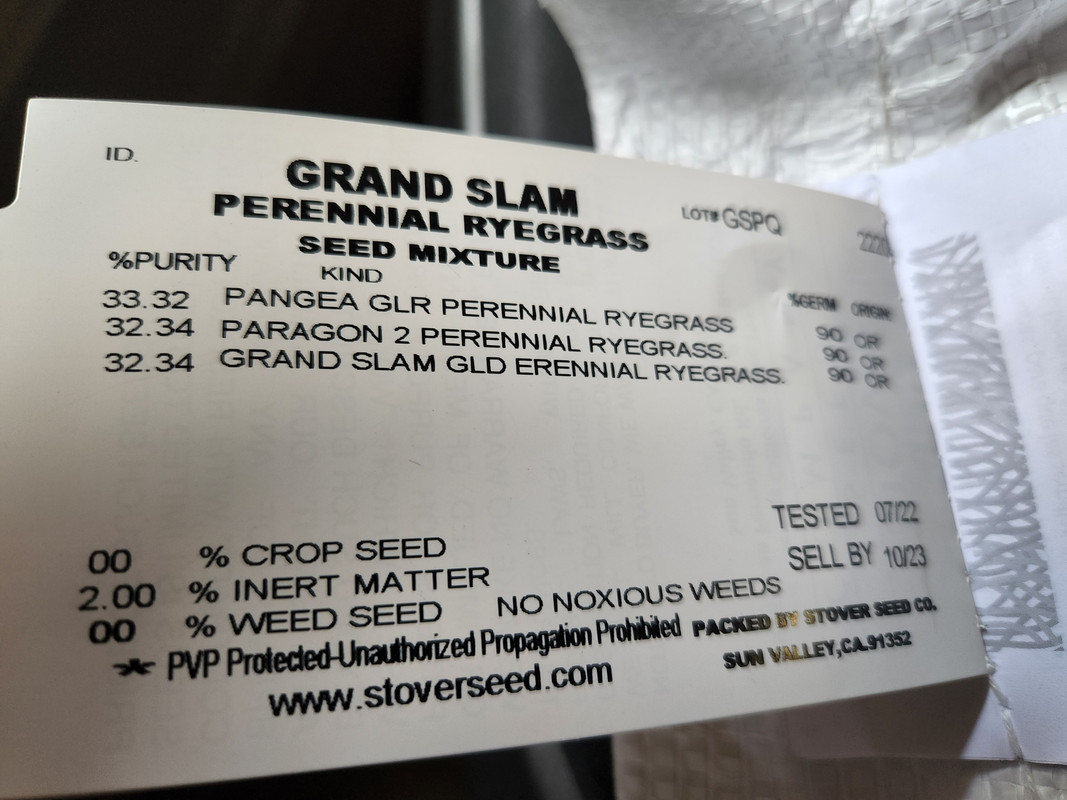 ID.
GRAND SLAM
PERENNIAL RYEGRASS
SEED MIXTURE
LOT# GSPQ
%PURITY KIND %GERM ORIGIN
33.32 PANGEA GLR PERENNIAL RYEGRASS 90 OR
32.34 PARAGON 2 PERENNIAL RYEGRASS. 90 OR
32.34 GRAND SLAM GLD ERENNIAL RYEGRASS. 90 OR
TESTED 07/22
SELL BY 10/23
00 % CROP SEED
2.00 % INERT MATTER
00 % WEED SEED NO NOXIOUS WEEDS
* PVP Protected-Unauthorized Propagation Prohibited
PACKED BY STOVER SEED CO.
SUN VALLEY,CA.91352
www.stoverseed.com